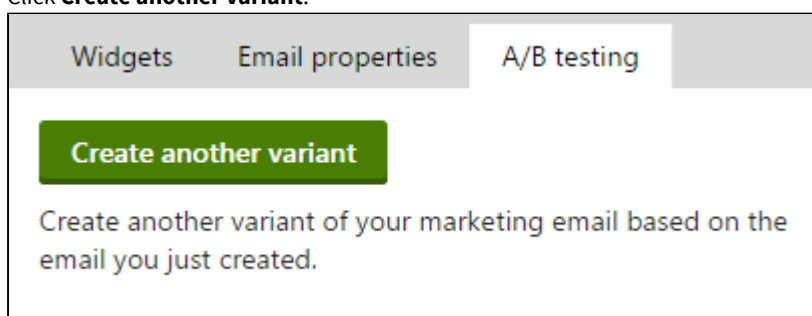 Click Create another variant.
Widgets Email properties A/B testing
Create another variant
Create another variant of your marketing email based on the
email you just created.